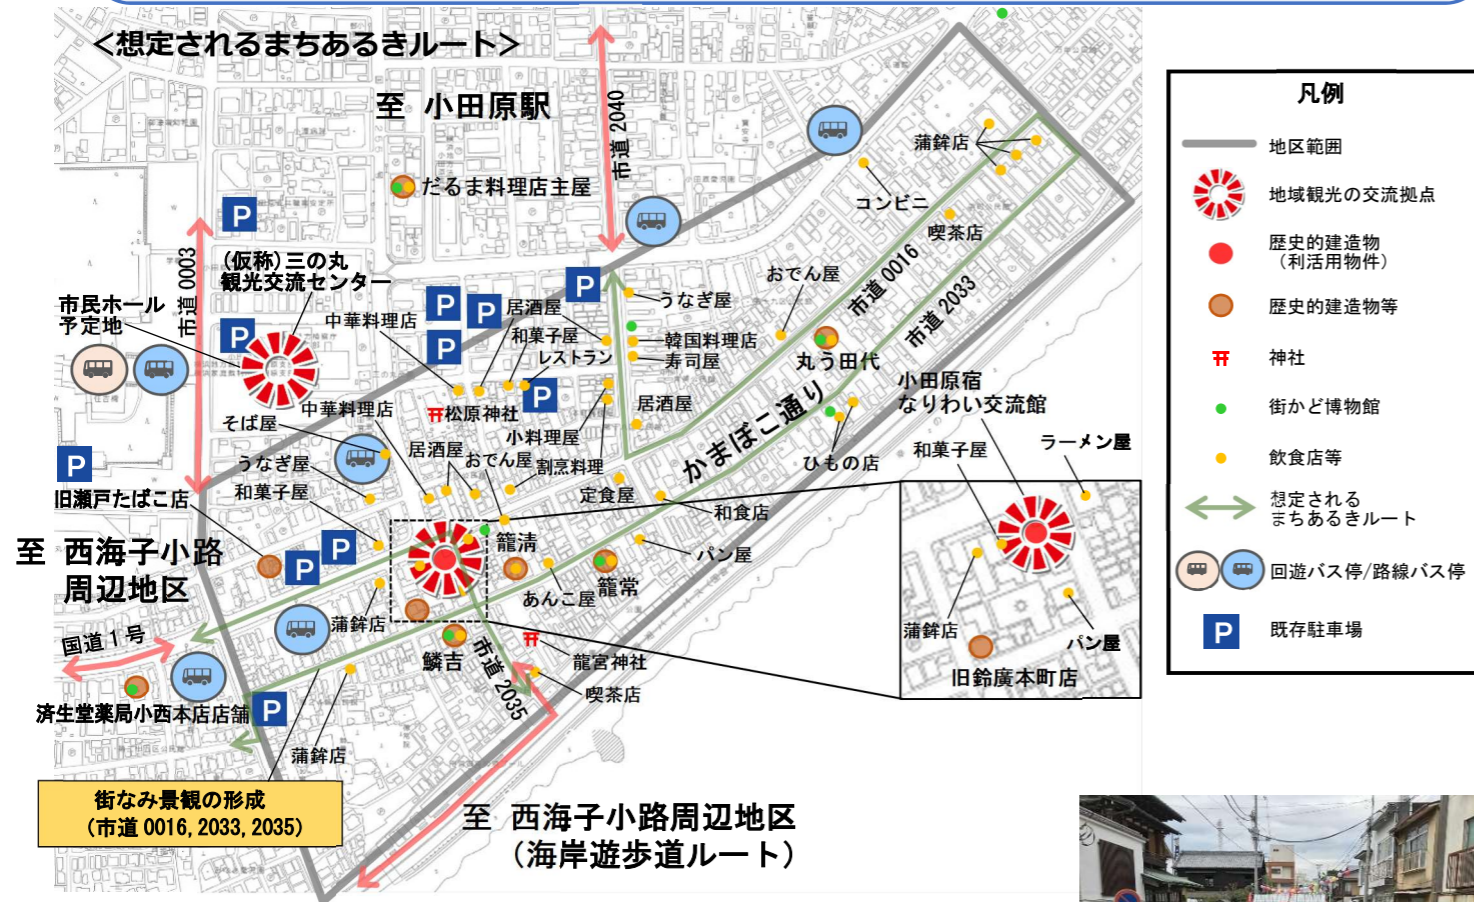 ＜想定されるまちあるきルート＞
至 小田原駅
市道 2040
だるま料理店主屋
市道 0003
(仮称)三の丸
観光交流センター
市民ホール
予定地
中華料理店
居酒屋
和菓子屋
レストラン
うなぎ屋
韓国料理店
寿司屋
居酒屋
蒲鉾店
コンビニ
喫茶店
おでん屋
市道 0016
丸う田代
市道 2033
かまぼこ通り
ひもの店
松原神社
小料理屋
割烹料理
中華料理店
そば屋
うなぎ屋
和菓子屋
居酒屋
おでん屋
定食屋
和食店
パン屋
旧瀬戸たばこ店
至 西海子小路
周辺地区
国道1号
籠清
籠常
あんこ屋
蒲鉾店
鱗吉
市道 2035
龍宮神社
喫茶店
済生堂薬局小西本店店舗
蒲鉾店
街なみ景観の形成
(市道 0016, 2033, 2035)
至 西海子小路周辺地区
（海岸遊歩道ルート）
小田原宿
なりわい交流館
和菓子屋
ラーメン屋
蒲鉾店
パン屋
旧鈴廣本町店
凡例
地区範囲
地域観光の交流拠点
歴史的建造物
（利活用物件）
歴史的建造物等
神社
街かど博物館
飲食店等
想定される
まちあるきルート
回遊バス停/路線バス停
P
既存駐車場
P
P
P
P
P
P
P
P
P
P
P
P